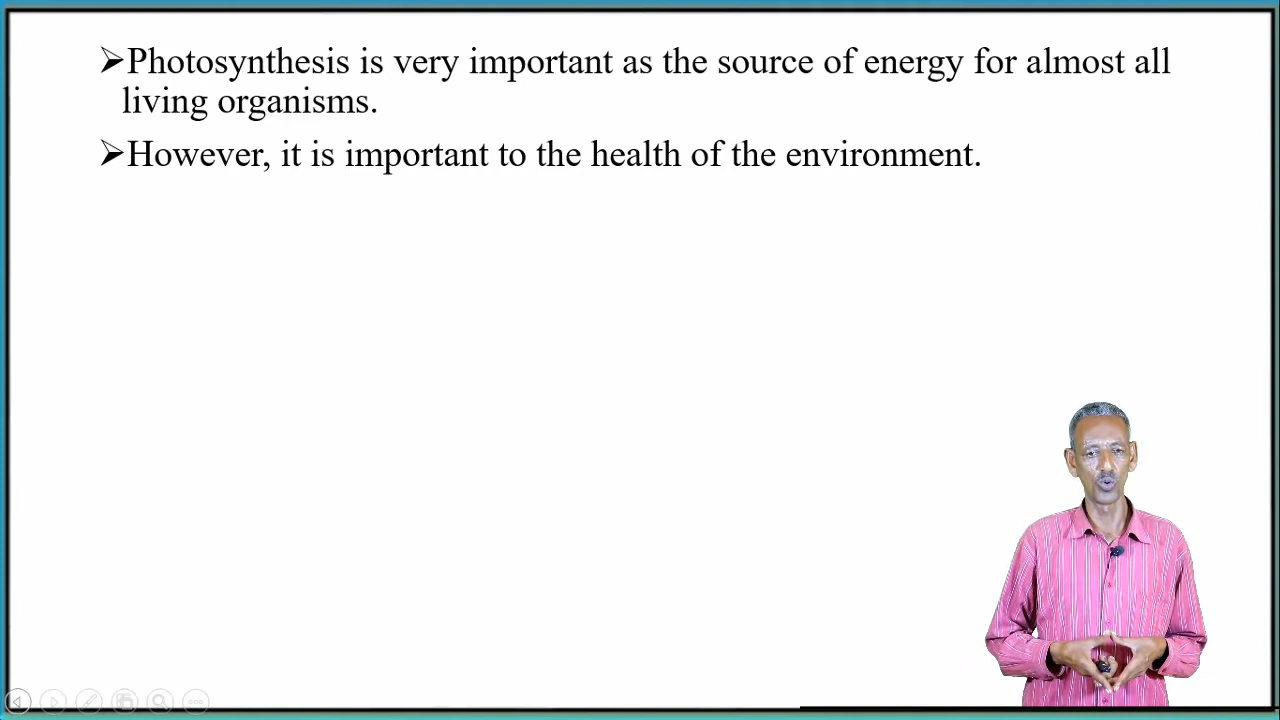 ➢Photosynthesis is very important as the source of energy for almost all
living organisms.
➢However, it is important to the health of the environment.